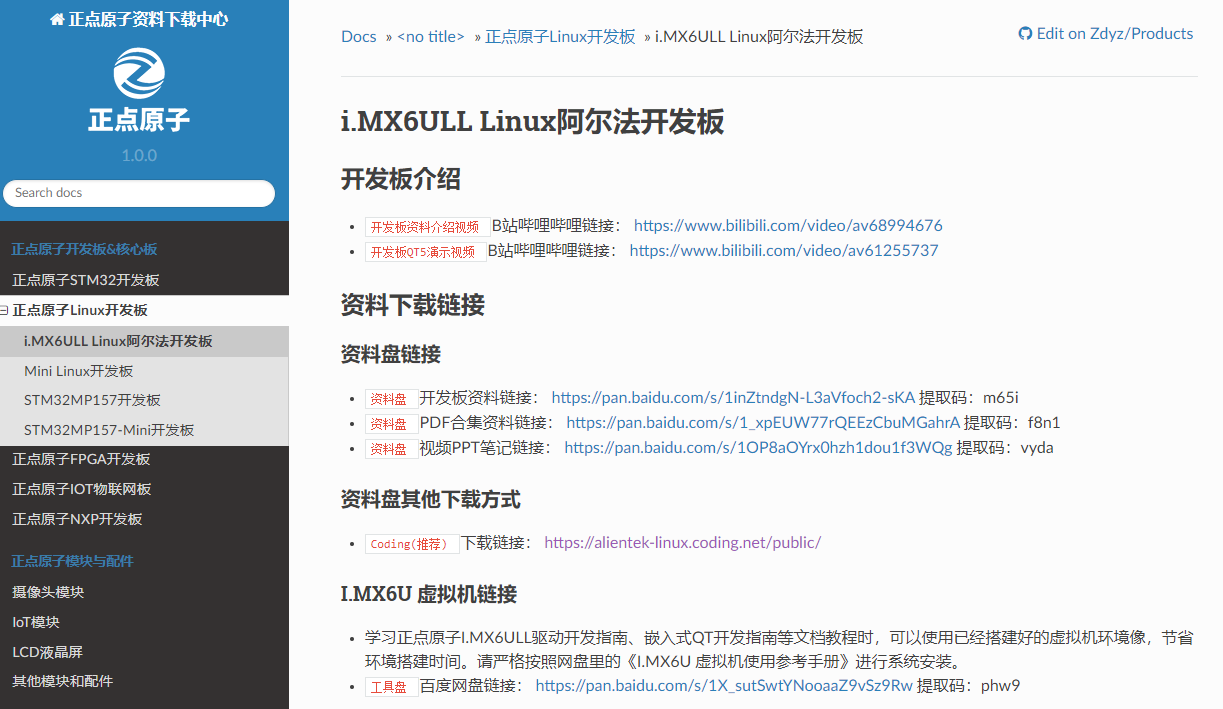 正点原子资料下载中心
正点原子
1.0.0
Search docs
正点原子开发板&核心板
正点原子STM32开发板
正点原子Linux开发板
i.MX6ULL Linux阿尔法开发板
Mini Linux开发板
STM32MP157开发板
STM32MP157-Mini开发板
正点原子FPGA开发板
正点原子IOT物联网板
正点原子NXP开发板
正点原子模块与配件
摄像头模块
IoT模块
LCD液晶屏
其他模块和配件
Docs » <no title> » 正点原子Linux开发板 » i.MX6ULL Linux阿尔法开发板
Edit on Zdyz/Products
i.MX6ULL Linux阿尔法开发板
开发板介绍
开发板资料介绍视频 B站哔哩哔哩链接： https://www.bilibili.com/video/av68994676
开发板QT5演示视频 B站哔哩哔哩链接： https://www.bilibili.com/video/av61255737
资料下载链接
资料盘链接
资料盘 开发板资料链接： https://pan.baidu.com/s/1inZtndgN-L3aVfoch2-sKA 提取码：m65i
资料盘 PDF合集资料链接： https://pan.baidu.com/s/1_xpEUW77rQEEzCbuMGahrA 提取码：f8n1
资料盘 视频PPT笔记链接： https://pan.baidu.com/s/1OP8aOYrx0hzh1dou1f3WQg 提取码：vyda
资料盘其他下载方式
Coding(推荐) 下载链接： https://alientek-linux.coding.net/public/
I.MX6U 虚拟机链接
学习正点原子I.MX6ULL驱动开发指南、嵌入式QT开发指南等文档教程时，可以使用已经搭建好的虚拟机环境像，节省
环境搭建时间。请严格按照网盘里的《I.MX6U 虚拟机使用参考手册》进行系统安装。
工具盘 百度网盘链接： https://pan.baidu.com/s/1X_sutSwtYNooaaZ9vSz9Rw 提取码：phw9